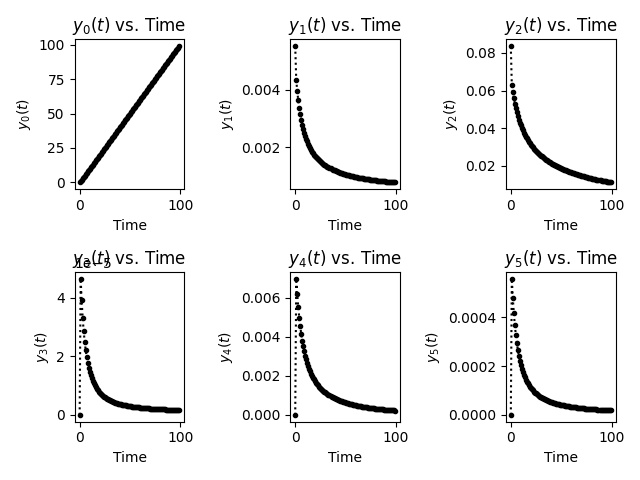 y₀(t) vs. Time
y₁(t) vs. Time
y₂(t) vs. Time
100
75
50
25
0
y₀(t)
0
100
Time
0.004
0.002
y₁(t)
0
100
Time
0.08
0.06
0.04
0.02
y₂(t)
0
100
Time
y₃(t) vs. Time
1e−5
y₄(t) vs. Time
y₅(t) vs. Time
4
2
0
y₃(t)
0
100
Time
0.006
0.004
0.002
0.000
y₄(t)
0
100
Time
0.0004
0.0002
0.0000
y₅(t)
0
100
Time